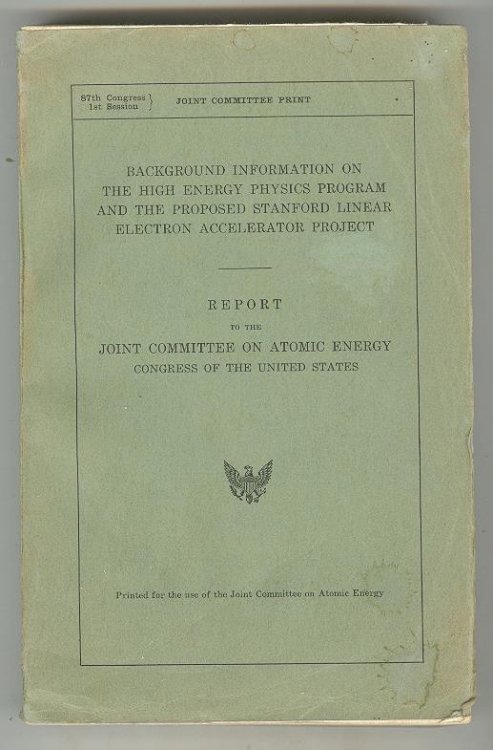 87th Congress } JOINT COMMITTEE PRINT
1st Session
BACKGROUND INFORMATION ON
THE HIGH ENERGY PHYSICS PROGRAM
AND THE PROPOSED STANFORD LINEAR
ELECTRON ACCELERATOR PROJECT
REPORT
TO THE
JOINT COMMITTEE ON ATOMIC ENERGY
CONGRESS OF THE UNITED STATES
Printed for the use of the Joint Committee on Atomic Energy